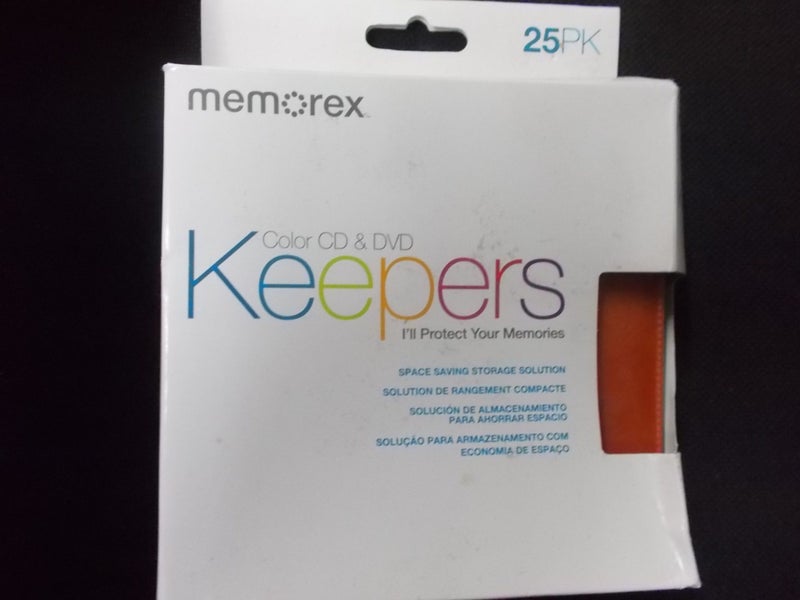 25PK
memorex
Color CD & DVD
Keepers
I'll Protect Your Memories
SPACE SAVING STORAGE SOLUTION
SOLUTION DE RANGEMENT COMPACTE
SOLUCIÓN DE ALMACENAMIENTO
PARA AHORRAR ESPACIO
SOLUÇÃO PARA ARMAZENAMENTO COM
ECONOMIA DE ESPAÇO